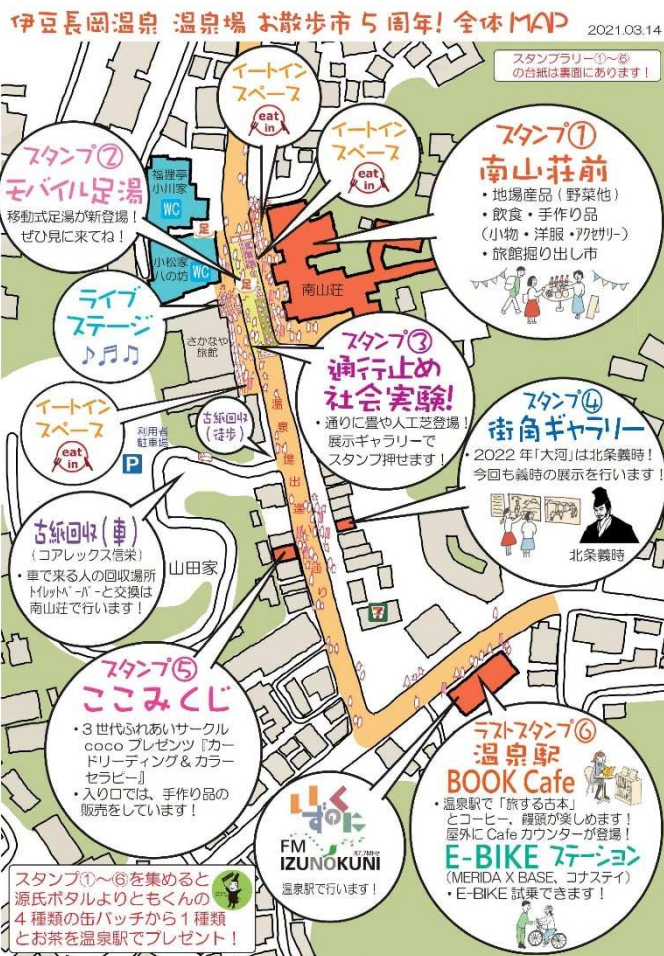 伊豆長岡温泉 温泉場 お散歩市 5周年! 全体MAP
2021.03.14
スタンプラリー①~⑥
の台紙は裏面にあります!
イートイン
スペース
eat
in
イートイン
スペース
eat
in
スタンプ①
南山荘前
・地場産品(野菜他)
・飲食・手作り品
(小物・洋服・アクセサリー)
・旅館掘り出し市
スタンプ②
モバイル足湯
移動式足湯が新登場!
ぜひ見に来てね!
福狸亭
小川家
WC
足
小松家
八の坊
WC
足
南山荘
ライブ
ステージ
さかなや
旅館
スタンプ③
通行止め
社会実験!
・通りに畳や人工芝登場!
展示ギャラリーで
スタンプ押せます!
イートイン
スペース
eat
in
利用者
駐車場
P
古紙回収
(徒歩)
温泉場出逢い通り
スタンプ④
街角ギャラリー
・2022年「大河」は北条義時!
今回も義時の展示を行います!
北条義時
古紙回収(車)
(コアレックス信栄)
・車で来る人の回収場所
トイレットペーパーと交換は
南山荘で行います!
山田家
7
スタンプ⑤
ここみくじ
・3世代ふれあいサークル
coco プレゼンツ『カー
ドリーディング&カラー
セラピー』
・入り口では、手作り品の
販売をしています!
いずのくに
FM
87.7MHz
IZUNOKUNI
温泉駅で行います!
ラストスタンプ⑥
温泉駅
BOOK Cafe
・温泉駅で「旅する古本」
とコーヒー,饅頭が楽しめます!
屋外に Cafe カウンターが登場!
E-BIKE ステーション
(MERIDA X BASE、コナステイ)
・E-BIKE 試乗できます!
スタンプ①~⑥を集めると
源氏ボタルよりともくんの
4種類の缶バッチから1種類
とお茶を温泉駅でプレゼント!